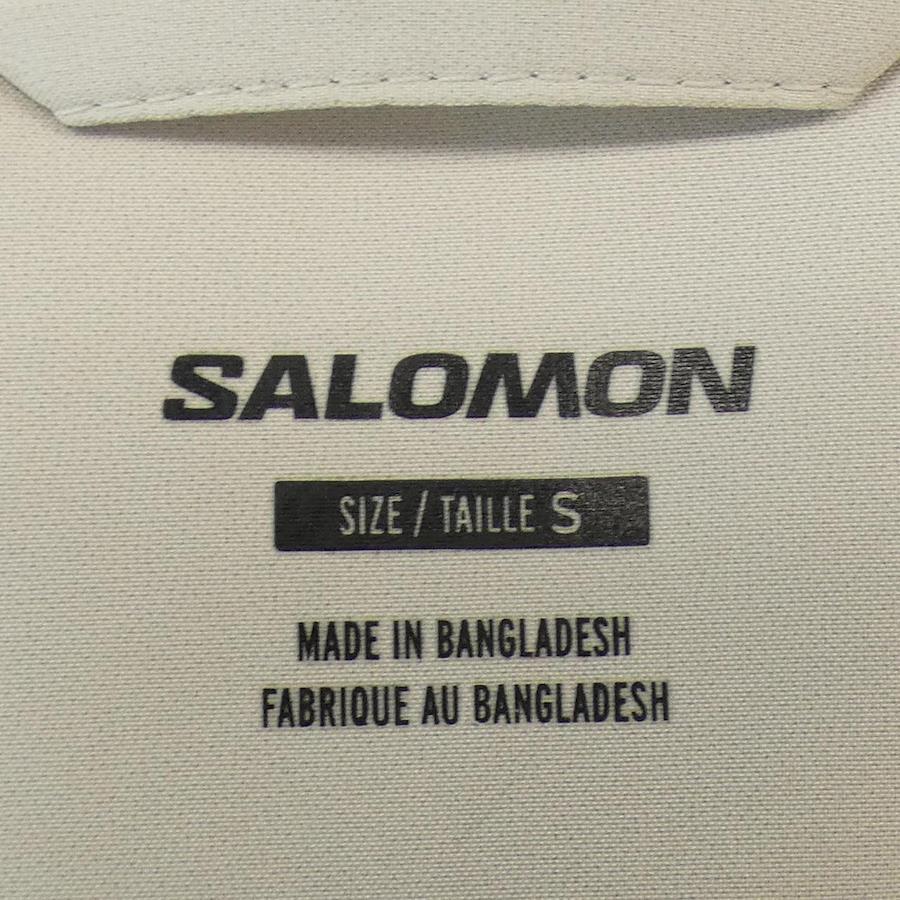 SALOMON
SIZE / TAILLE S
MADE IN BANGLADESH
FABRIQUE AU BANGLADESH